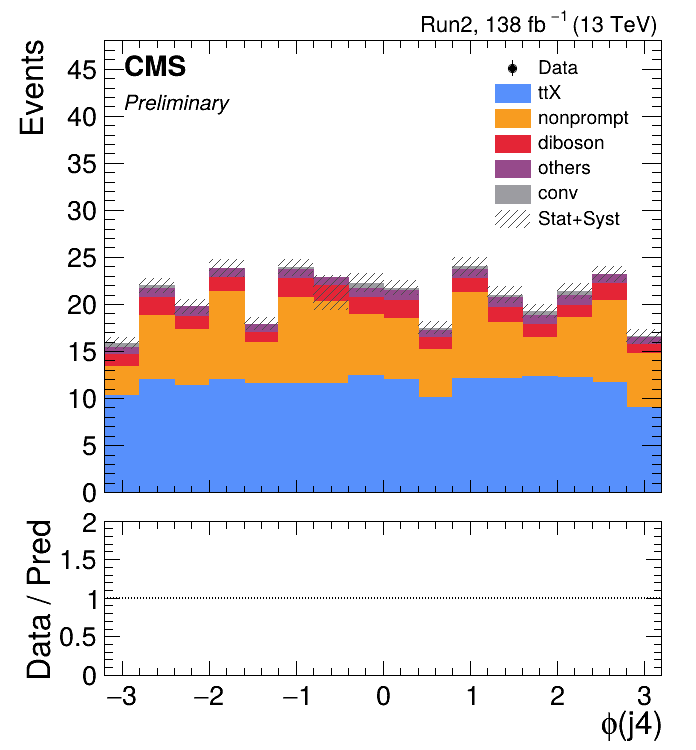 Run2, 138 fb⁻¹ (13 TeV)
CMS
Preliminary
Events
Data
ttX
nonprompt
diboson
others
conv
Stat+Syst
45
40
35
30
25
20
15
10
5
0
Data / Pred
2
1.5
1
0.5
0
−3 −2 −1 0 1 2 3
ϕ(j4)